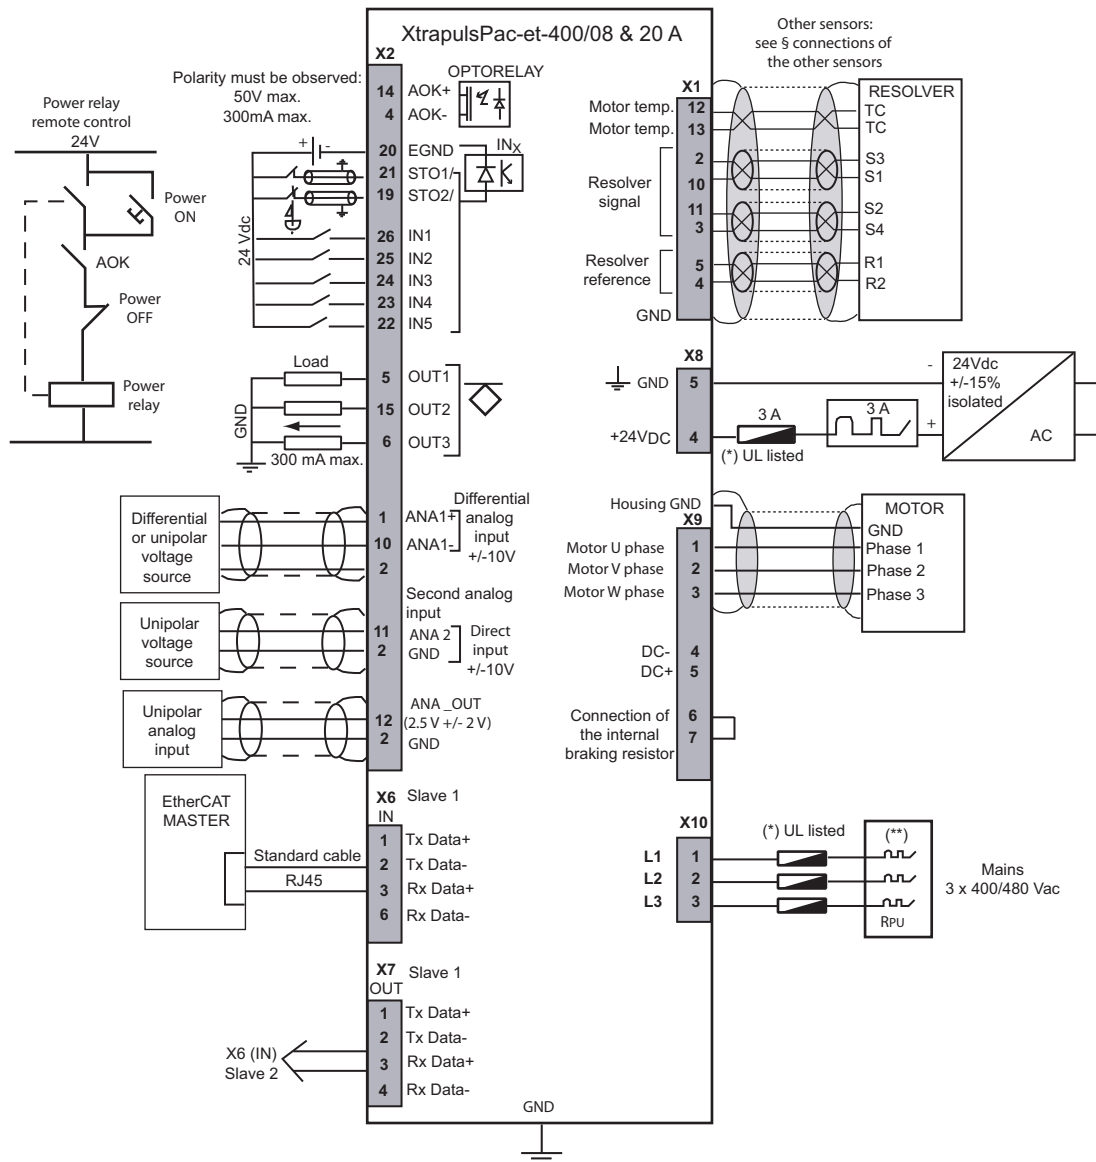 XtrapulsPac-et-400/08 & 20 A
Power relay
remote control
24V
Power
ON
AOK
Power
OFF
Power
relay
Polarity must be observed:
50V max.
300mA max.
X2
OPTORELAY
14 AOK+
4 AOK-
+ -
20 EGND
INX
21 STO1/
19 STO2/
24 Vdc
26 IN1
25 IN2
24 IN3
23 IN4
22 IN5
Load
5 OUT1
15 OUT2
6 OUT3
GND
300 mA max.
Differential
or unipolar
voltage
source
1 ANA1+
10 ANA1-
2
Differential
analog
input
+/-10V
Unipolar
voltage
source
Second analog
input
11 ANA 2
2 GND
Direct
input
+/-10V
Unipolar
analog
input
ANA _OUT
12 (2.5 V +/- 2 V)
2 GND
EtherCAT
MASTER
Standard cable
RJ45
X6 Slave 1
IN
1 Tx Data+
2 Tx Data-
3 Rx Data+
6 Rx Data-
X7 Slave 1
OUT
1 Tx Data+
2 Tx Data-
3 Rx Data+
4 Rx Data-
X6 (IN)
Slave 2
GND
Other sensors:
see § connections of
the other sensors
X1
RESOLVER
Motor temp. 12 TC
Motor temp. 13 TC
Resolver
signal
2 S3
10 S1
11 S2
3 S4
Resolver
reference
5 R1
4 R2
GND
X8
GND 5
-
+24VDC 4
3 A
(*) UL listed
3 A
+
24Vdc
+/-15%
isolated
AC
Housing GND
X9
MOTOR
GND
Motor U phase 1 Phase 1
Motor V phase 2 Phase 2
Motor W phase 3 Phase 3
DC- 4
DC+ 5
Connection of
the internal
braking resistor
6
7
X10
(*) UL listed
(**)
L1 1
L2 2
L3 3
RPU
Mains
3 x 400/480 Vac